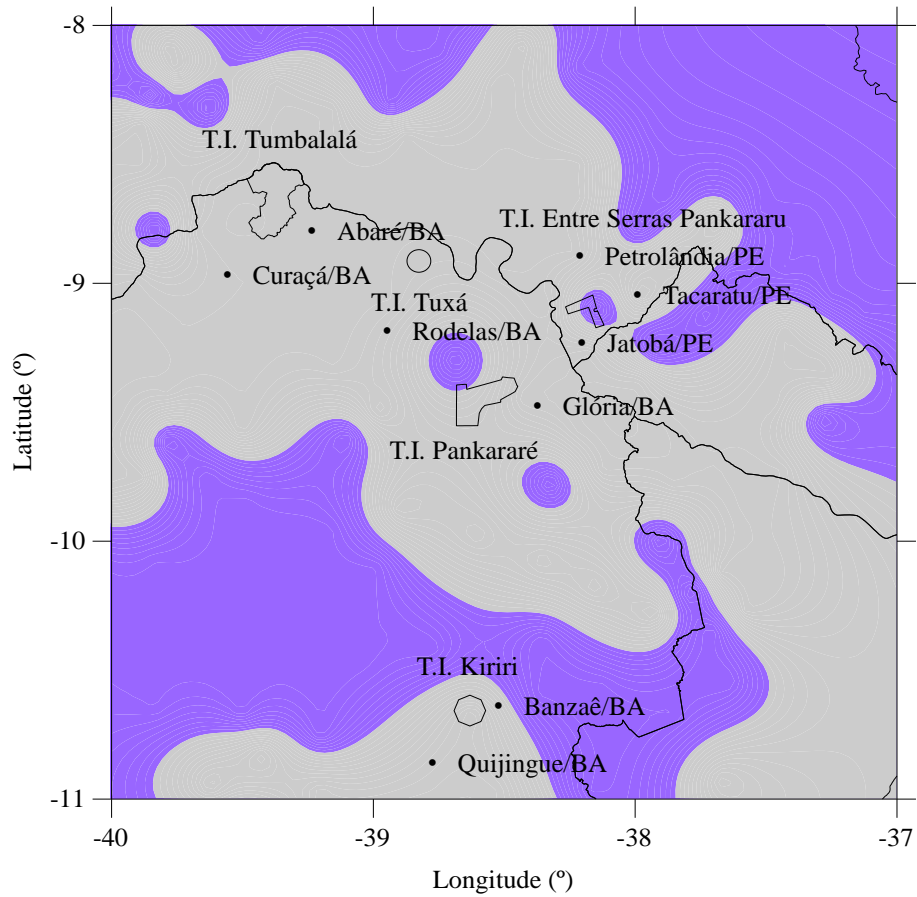 -8
T.I. Tumbalalá
T.I. Entre Serras Pankararu
Abaré/BA
Petrolândia/PE
Curaçá/BA
-9
T.I. Tuxá
Tacaratu/PE
Rodelas/BA
Jatobá/PE
Glória/BA
T.I. Pankararé
Latitude (º)
-10
T.I. Kiriri
Banzaê/BA
Quijingue/BA
-11
-40
-39
-38
-37
Longitude (º)